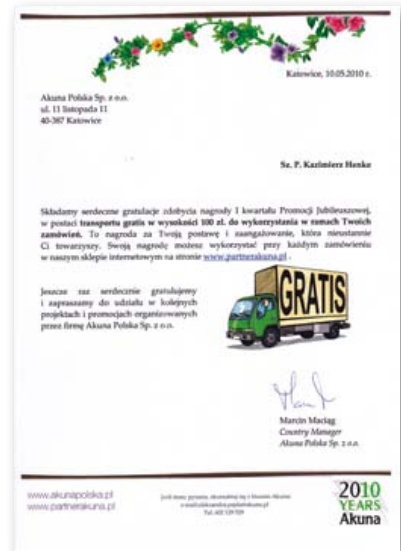 Katowice, 10.05.2010 r.
Akuna Polska Sp. z o.o.
ul. 11 listopada 11
40-387 Katowice
Sz. P. Kazimierz Henke
Składamy serdeczne gratulacje zdobycia nagrody I kwartału Promocji Jubileuszowej,
w postaci transportu gratis w wysokości 100 zł. do wykorzystania w ramach Twoich
zamówień. To nagroda za Twoją postawę i zaangażowanie, która nieustannie
Ci towarzyszy. Swoją nagrodę możesz wykorzystać przy każdym zamówieniu
w naszym sklepie internetowym na stronie www.partnerakuna.pl .
Jeszcze raz serdecznie gratulujemy
i zapraszamy do udziału w kolejnych
projektach i promocjach organizowanych
przez firmę Akuna Polska Sp. z o.o.
GRATIS
Marcin Maciąg
Country Manager
Akuna Polska Sp. z o.o.
www.akunapolska.pl
www.partnerakuna.pl
2010
YEARS
Akuna